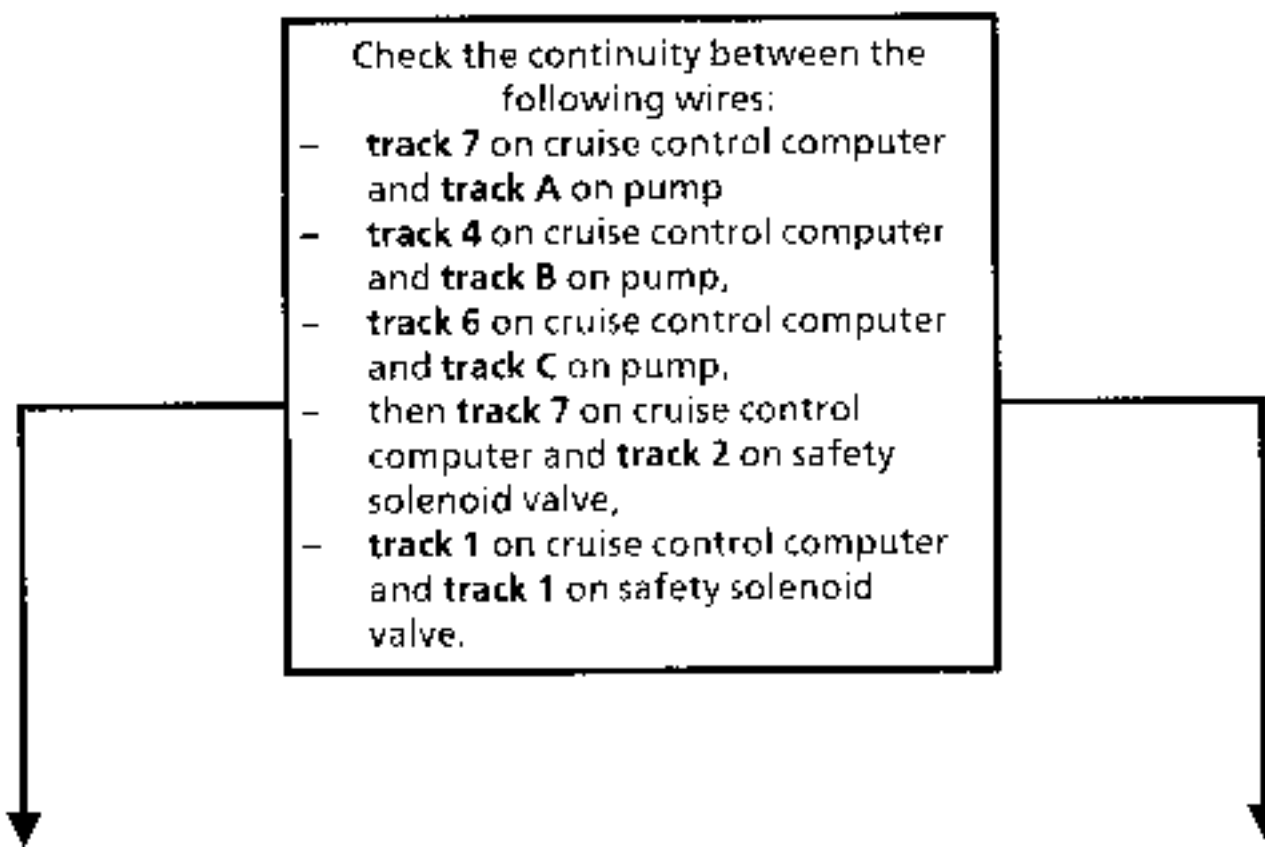 Check the continuity between the
following wires:
– track 7 on cruise control computer
and track A on pump
– track 4 on cruise control computer
and track B on pump,
– track 6 on cruise control computer
and track C on pump,
– then track 7 on cruise control
computer and track 2 on safety
solenoid valve,
– track 1 on cruise control computer
and track 1 on safety solenoid
valve.